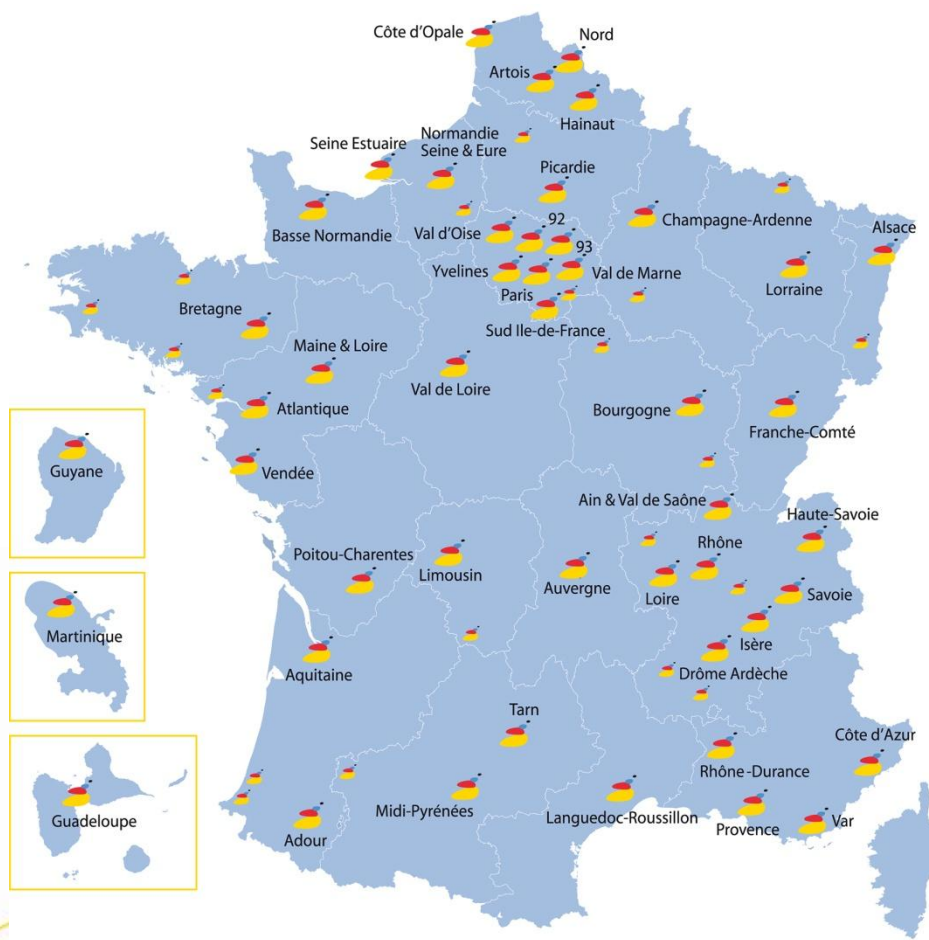 Côte d'Opale
Nord
Artois
Hainaut
Seine Estuaire
Normandie
Seine & Eure
Picardie
Basse Normandie
Val d'Oise
92
93
Champagne-Ardenne
Alsace
Yvelines
Paris
Val de Marne
Lorraine
Sud Ile-de-France
Bretagne
Maine & Loire
Val de Loire
Atlantique
Bourgogne
Franche-Comté
Vendée
Guyane
Ain & Val de Saône
Haute-Savoie
Poitou-Charentes
Limousin
Auvergne
Loire
Rhône
Savoie
Martinique
Isère
Aquitaine
Drôme Ardèche
Tarn
Côte d'Azur
Rhône-Durance
Guadeloupe
Adour
Midi-Pyrénées
Languedoc-Roussillon
Provence
Var